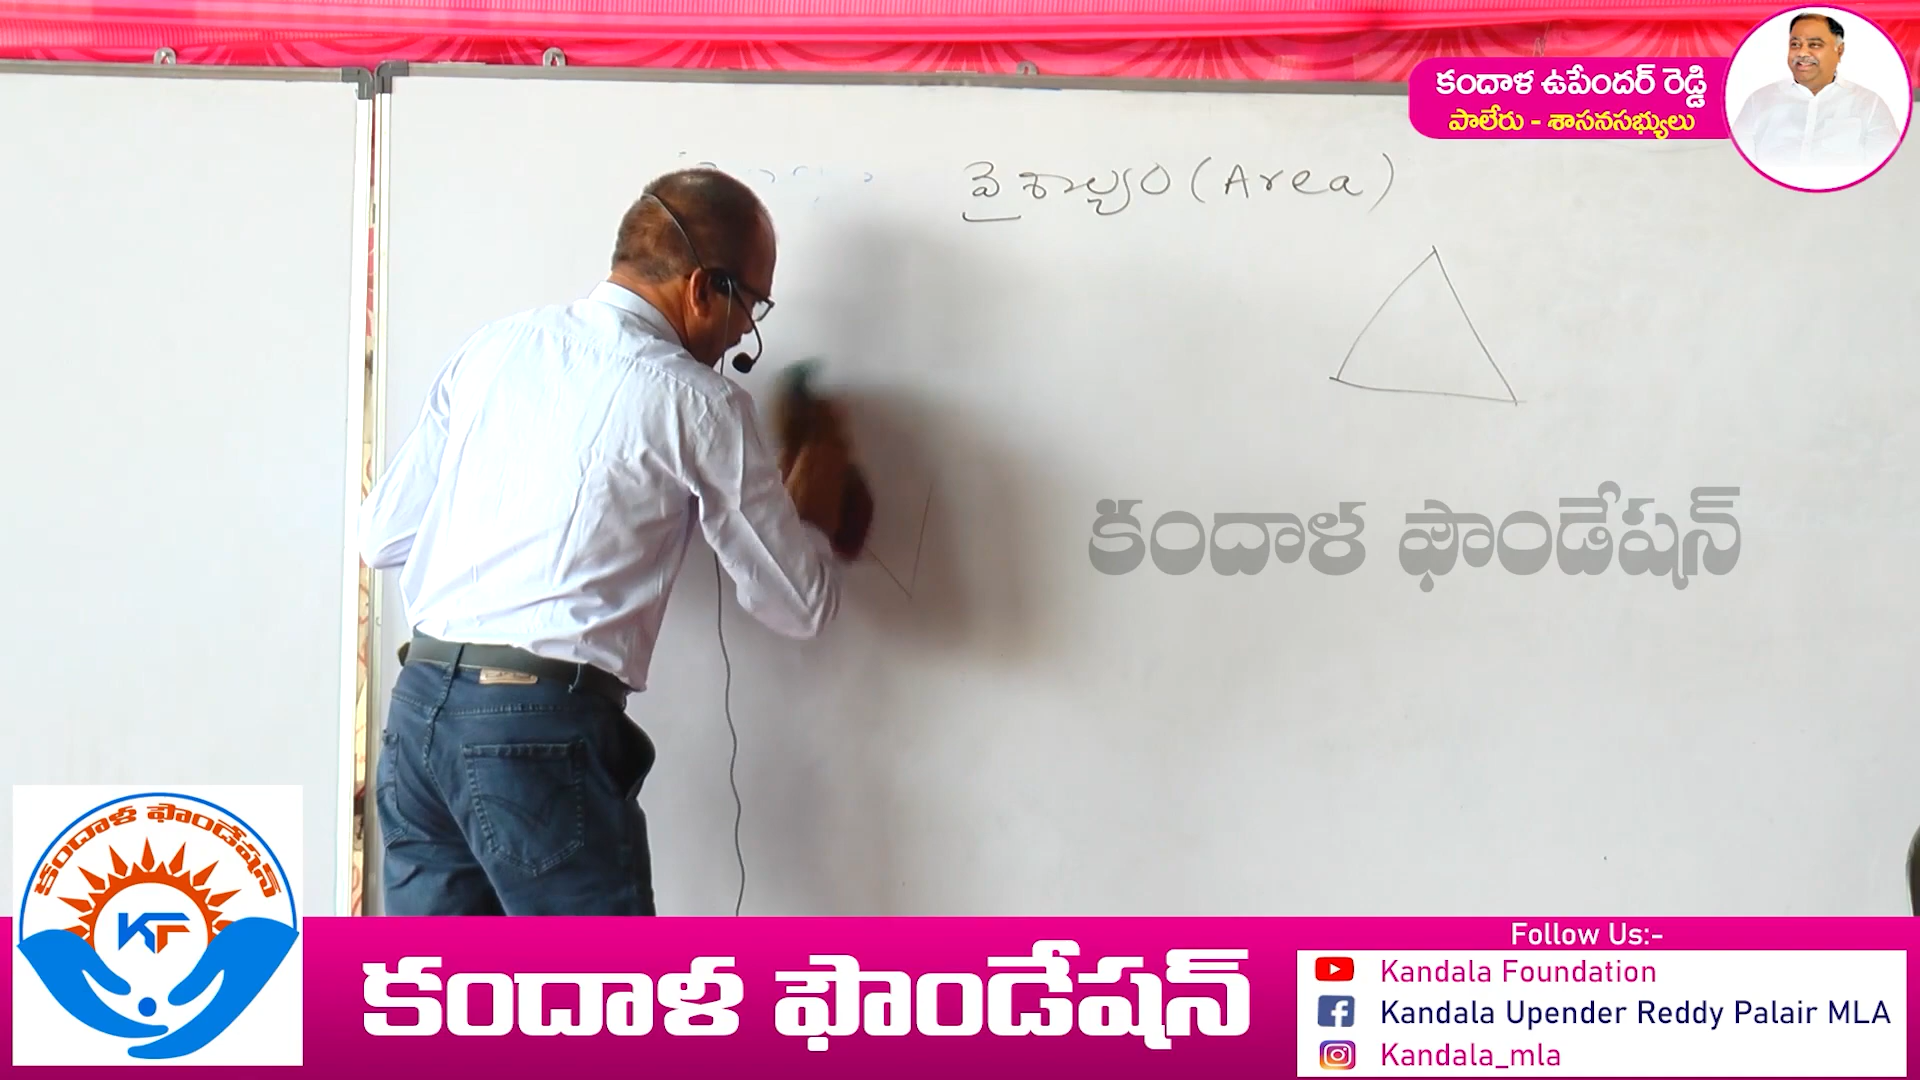 కందాళ ఉపేందర్ రెడ్డి
పాలేరు - శాసనసభ్యులు
వైశాల్యం (Area)
కందాళ ఫౌండేషన్
కందాళ ఫౌండేషన్
KF
కందాళ ఫౌండేషన్
Follow Us:-
Kandala Foundation
Kandala Upender Reddy Palair MLA
Kandala_mla